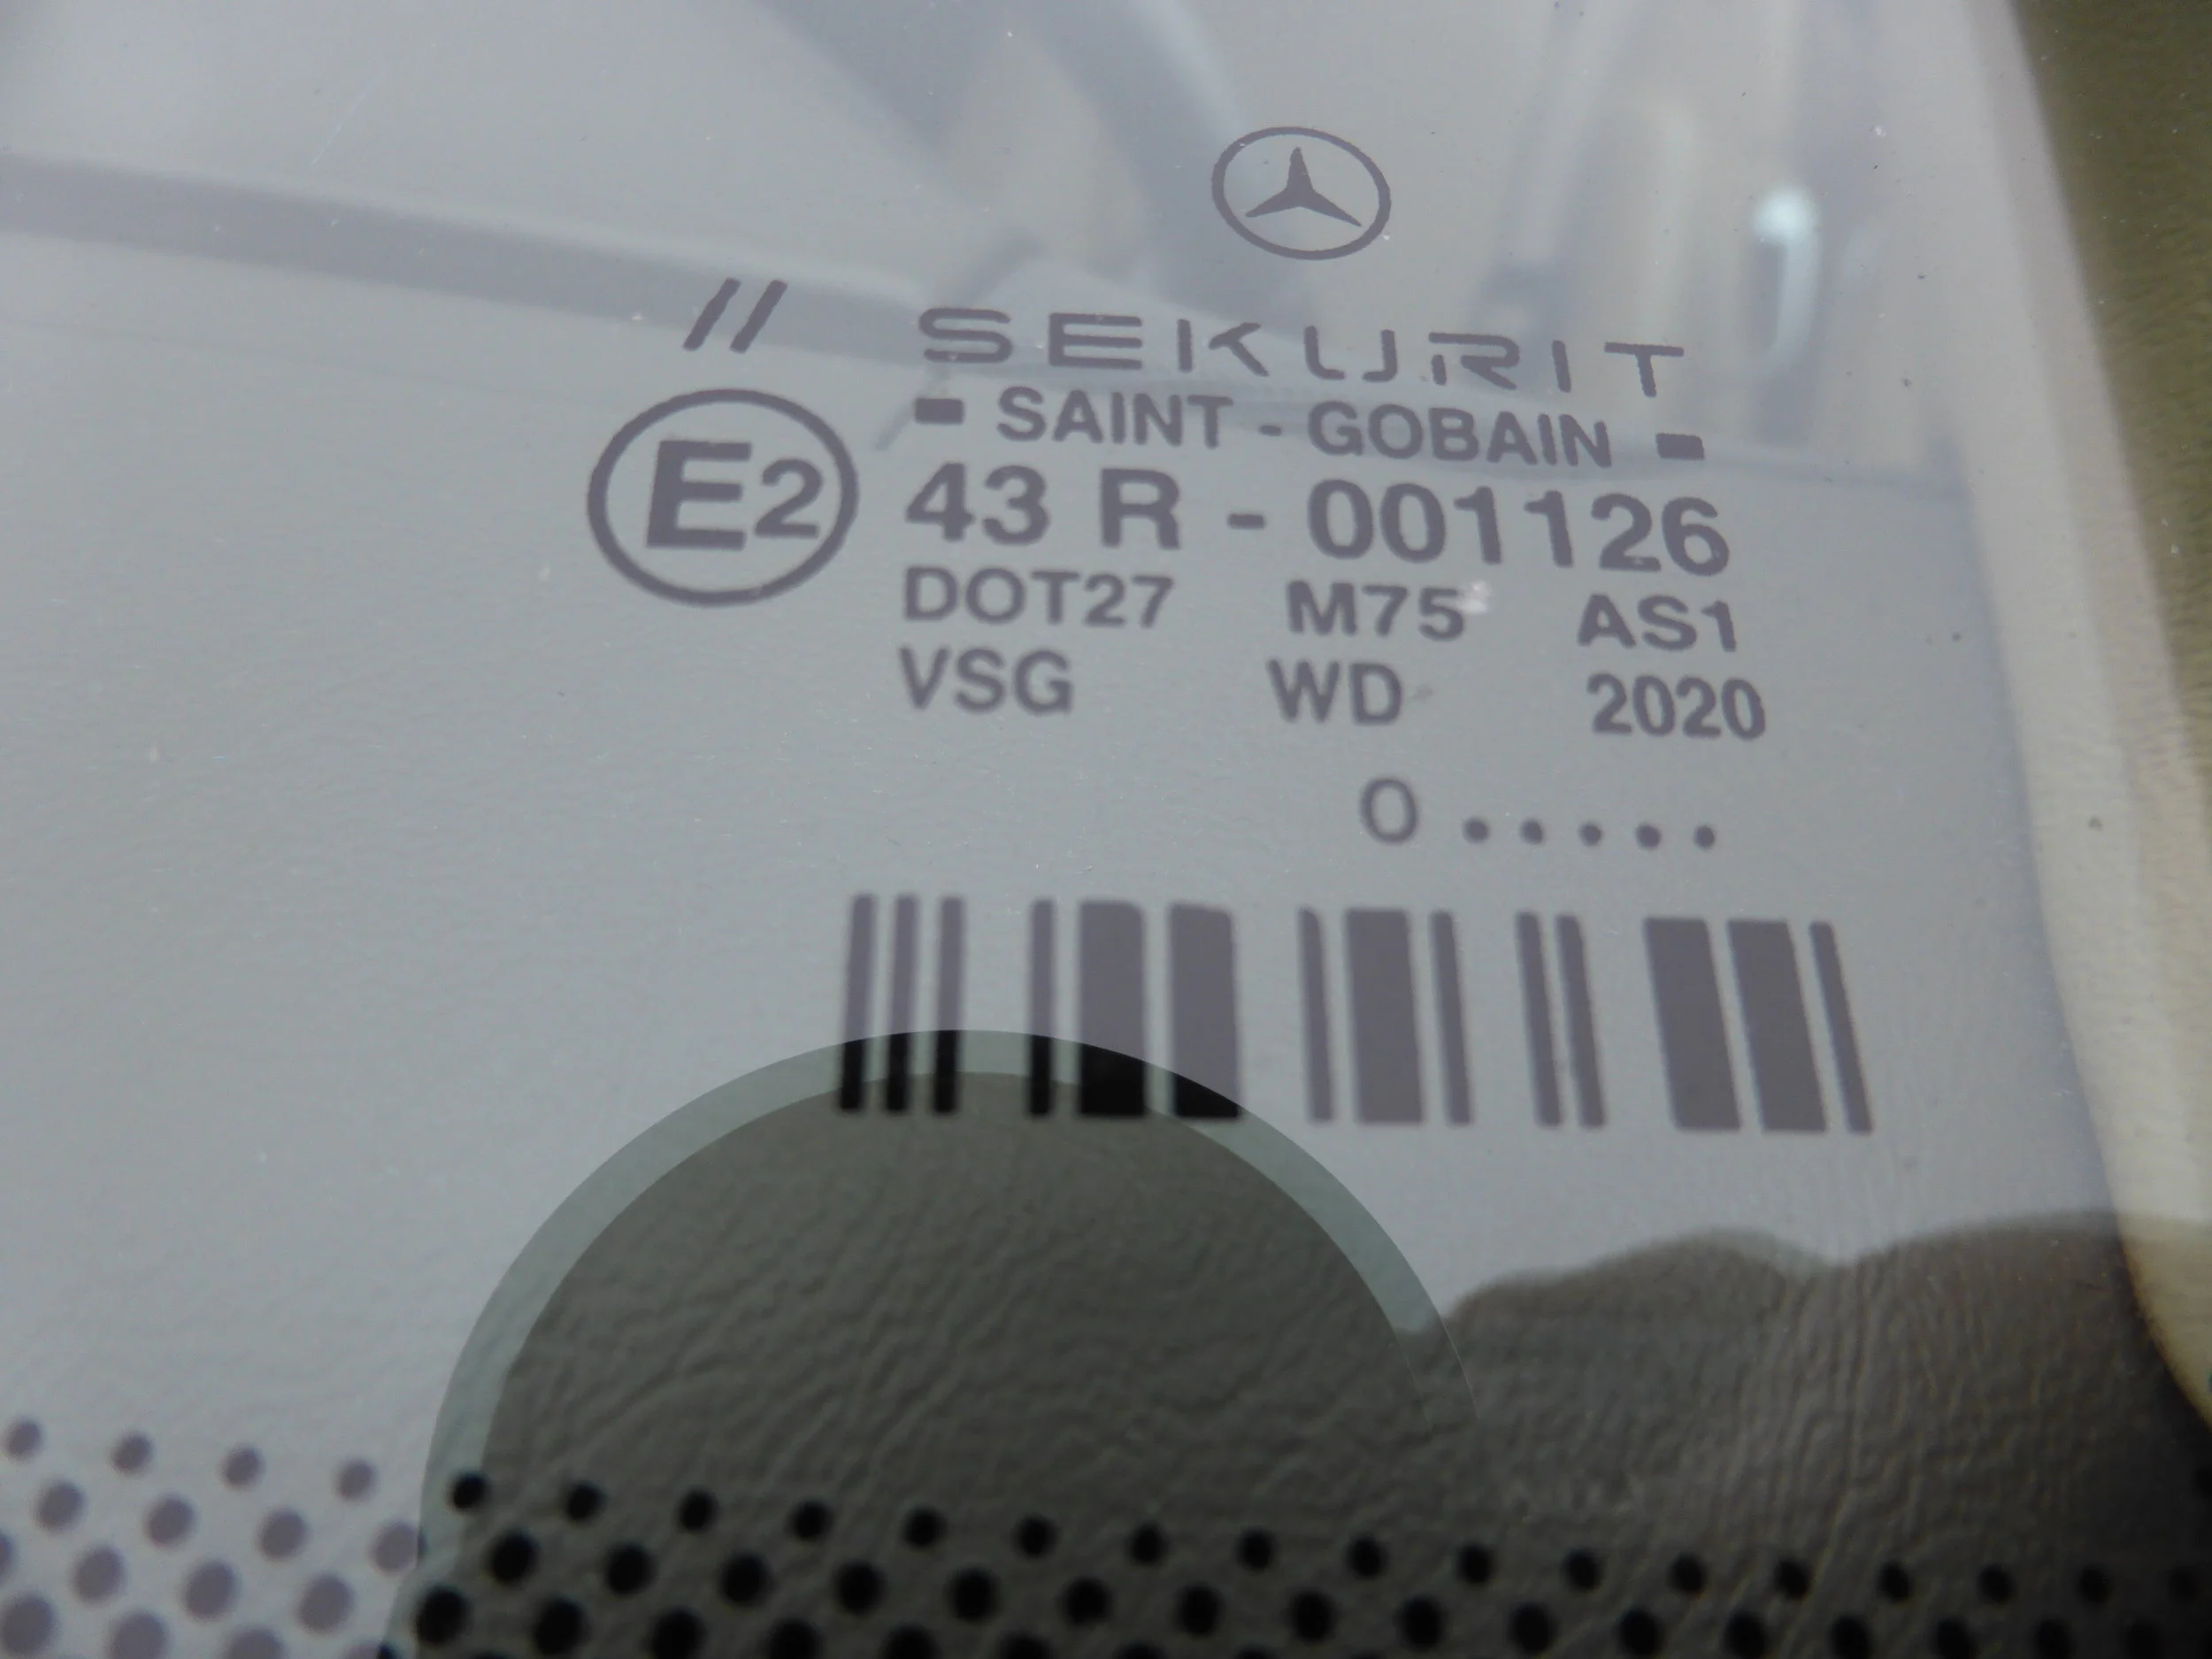 // SEKURIT
- SAINT - GOBAIN -
E2 43 R - 001126
DOT27 M75 AS1
VSG WD 2020
0 . . . . .